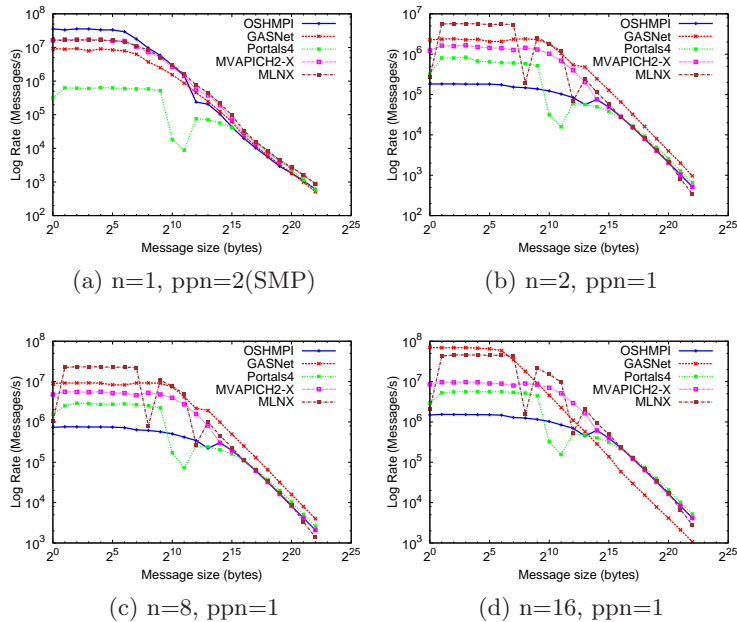 10^8
10^7
10^6
10^5
10^4
10^3
10^2
Log Rate (Messages/s)
OSHMPI
GASNet
Portals4
MVAPICH2-X
MLNX
2^0 2^5 2^10 2^15 2^20 2^25
Message size (bytes)
(a) n=1, ppn=2(SMP)
10^7
10^6
10^5
10^4
10^3
10^2
Log Rate (Messages/s)
OSHMPI
GASNet
Portals4
MVAPICH2-X
MLNX
2^0 2^5 2^10 2^15 2^20 2^25
Message size (bytes)
(b) n=2, ppn=1
10^8
10^7
10^6
10^5
10^4
10^3
Log Rate (Messages/s)
OSHMPI
GASNet
Portals4
MVAPICH2-X
MLNX
2^0 2^5 2^10 2^15 2^20 2^25
Message size (bytes)
(c) n=8, ppn=1
10^8
10^7
10^6
10^5
10^4
10^3
Log Rate (Messages/s)
OSHMPI
GASNet
Portals4
MVAPICH2-X
MLNX
2^0 2^5 2^10 2^15 2^20 2^25
Message size (bytes)
(d) n=16, ppn=1